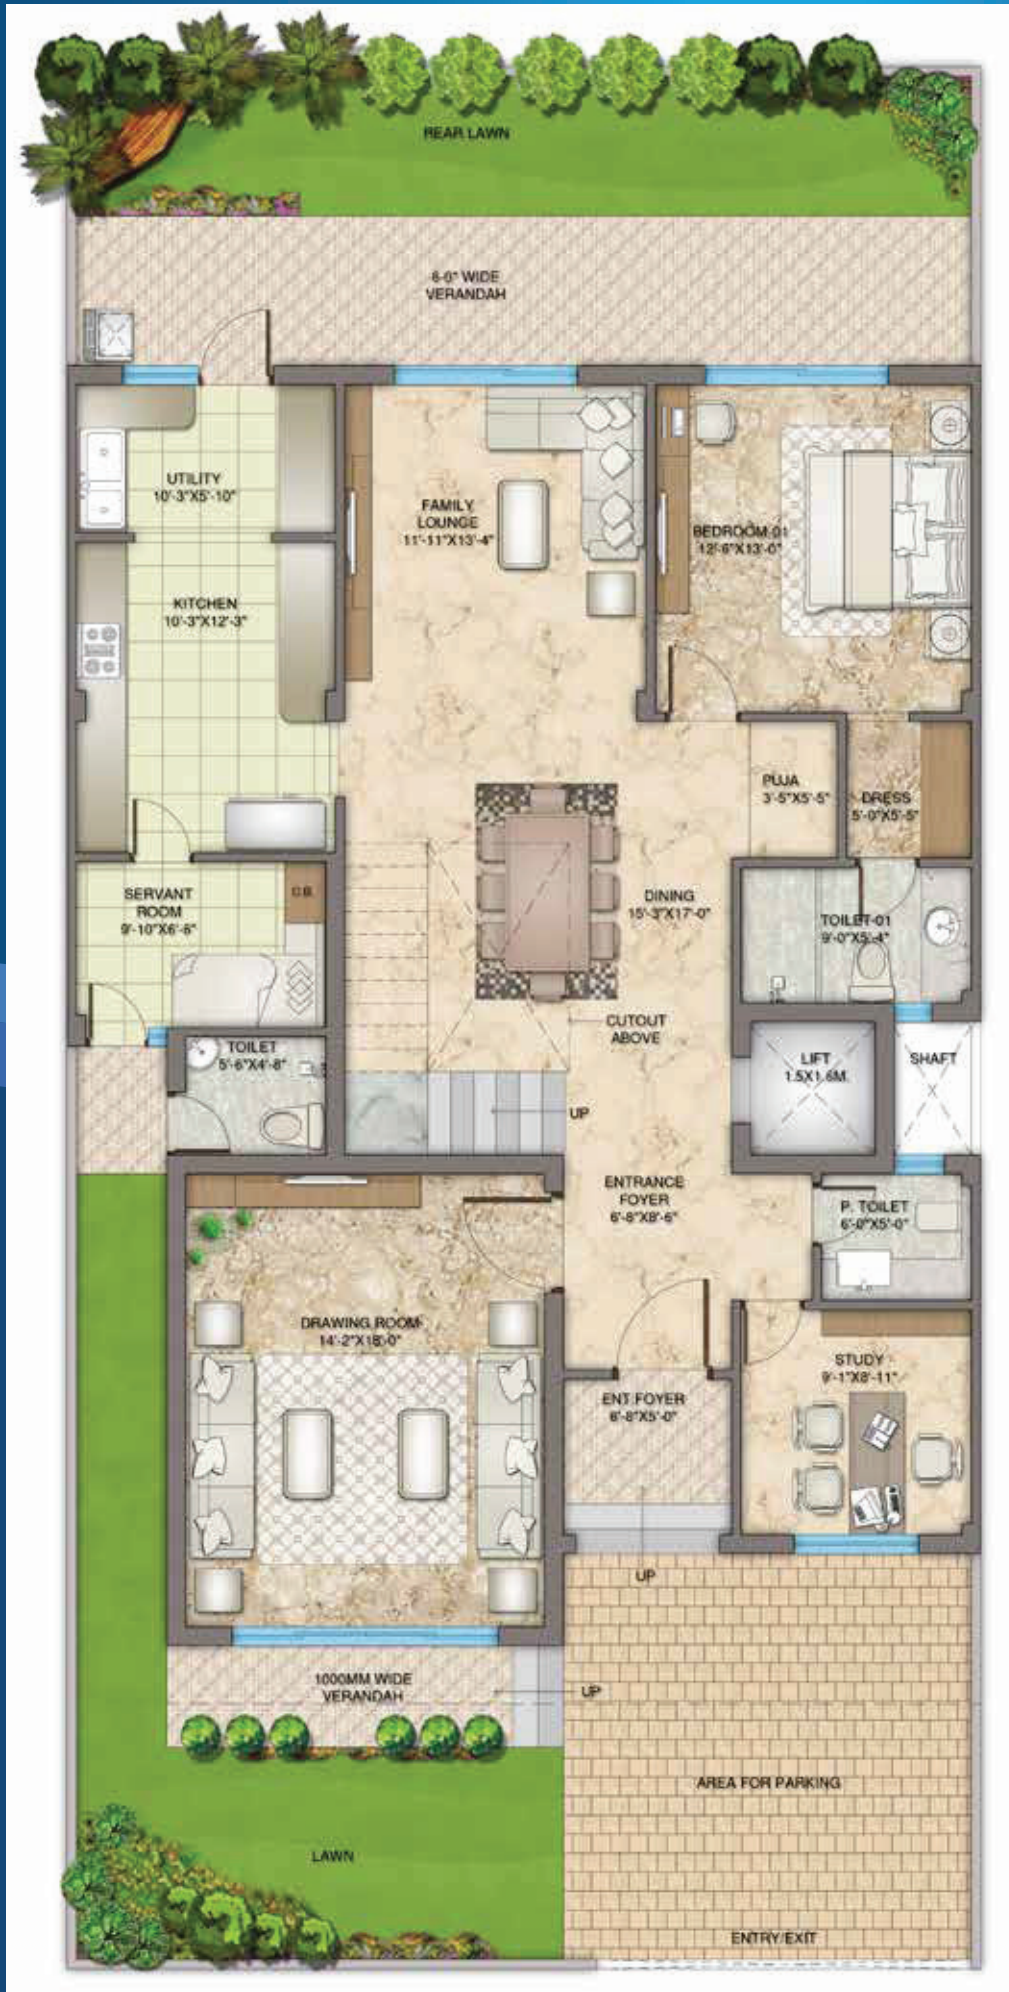 REAR LAWN
6'-0" WIDE
VERANDAH
UTILITY
10'-3"X5'-10"
FAMILY
LOUNGE
11'-11"X13'-4"
BEDROOM-01
12'-6"X13'-0"
KITCHEN
10'-3"X12'-3"
PUJA
3'-5"X5'-5"
DRESS
5'-0"X5'-5"
SERVANT
ROOM
9'-10"X6'-6"
C.B.
DINING
15'-3"X17'-0"
TOILET-01
9'-0"X5'-4"
CUTOUT
ABOVE
TOILET
5'-6"X4'-8"
LIFT
1.5X1.6M.
SHAFT
UP
ENTRANCE
FOYER
6'-8"X8'-6"
P. TOILET
6'-0"X5'-0"
DRAWING ROOM
14'-2"X18'-0"
STUDY
9'-1"X8'-11"
ENT.FOYER
6'-8"X5'-0"
UP
1000MM WIDE
VERANDAH
UP
AREA FOR PARKING
LAWN
ENTRY/EXIT